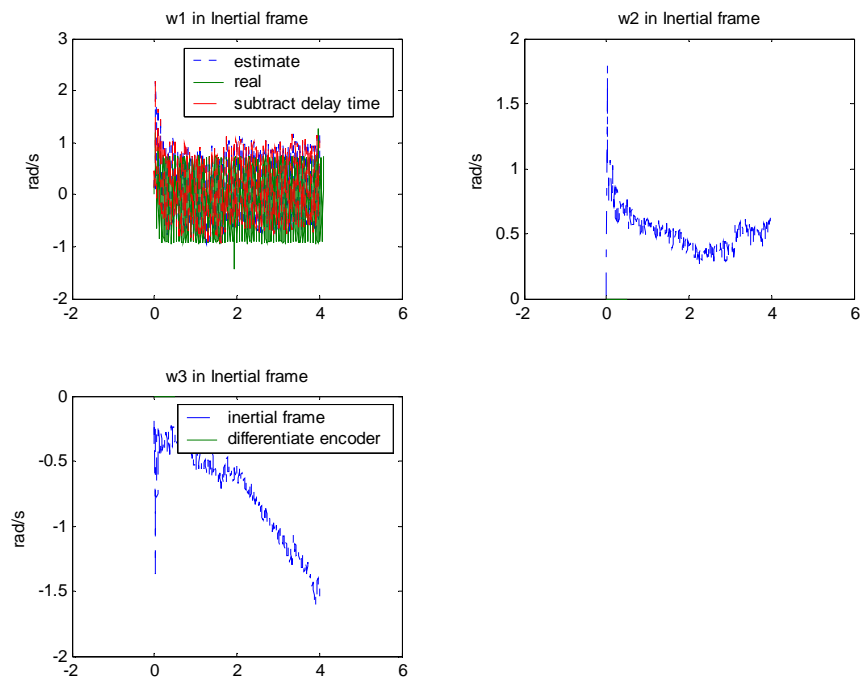 w1 in Inertial frame
3
2
1
0
-1
-2
rad/s
-2
0
2
4
6
estimate
real
subtract delay time
w2 in Inertial frame
2
1.5
1
0.5
0
rad/s
-2
0
2
4
6
w3 in Inertial frame
0
-0.5
-1
-1.5
-2
rad/s
-2
0
2
4
6
inertial frame
differentiate encoder